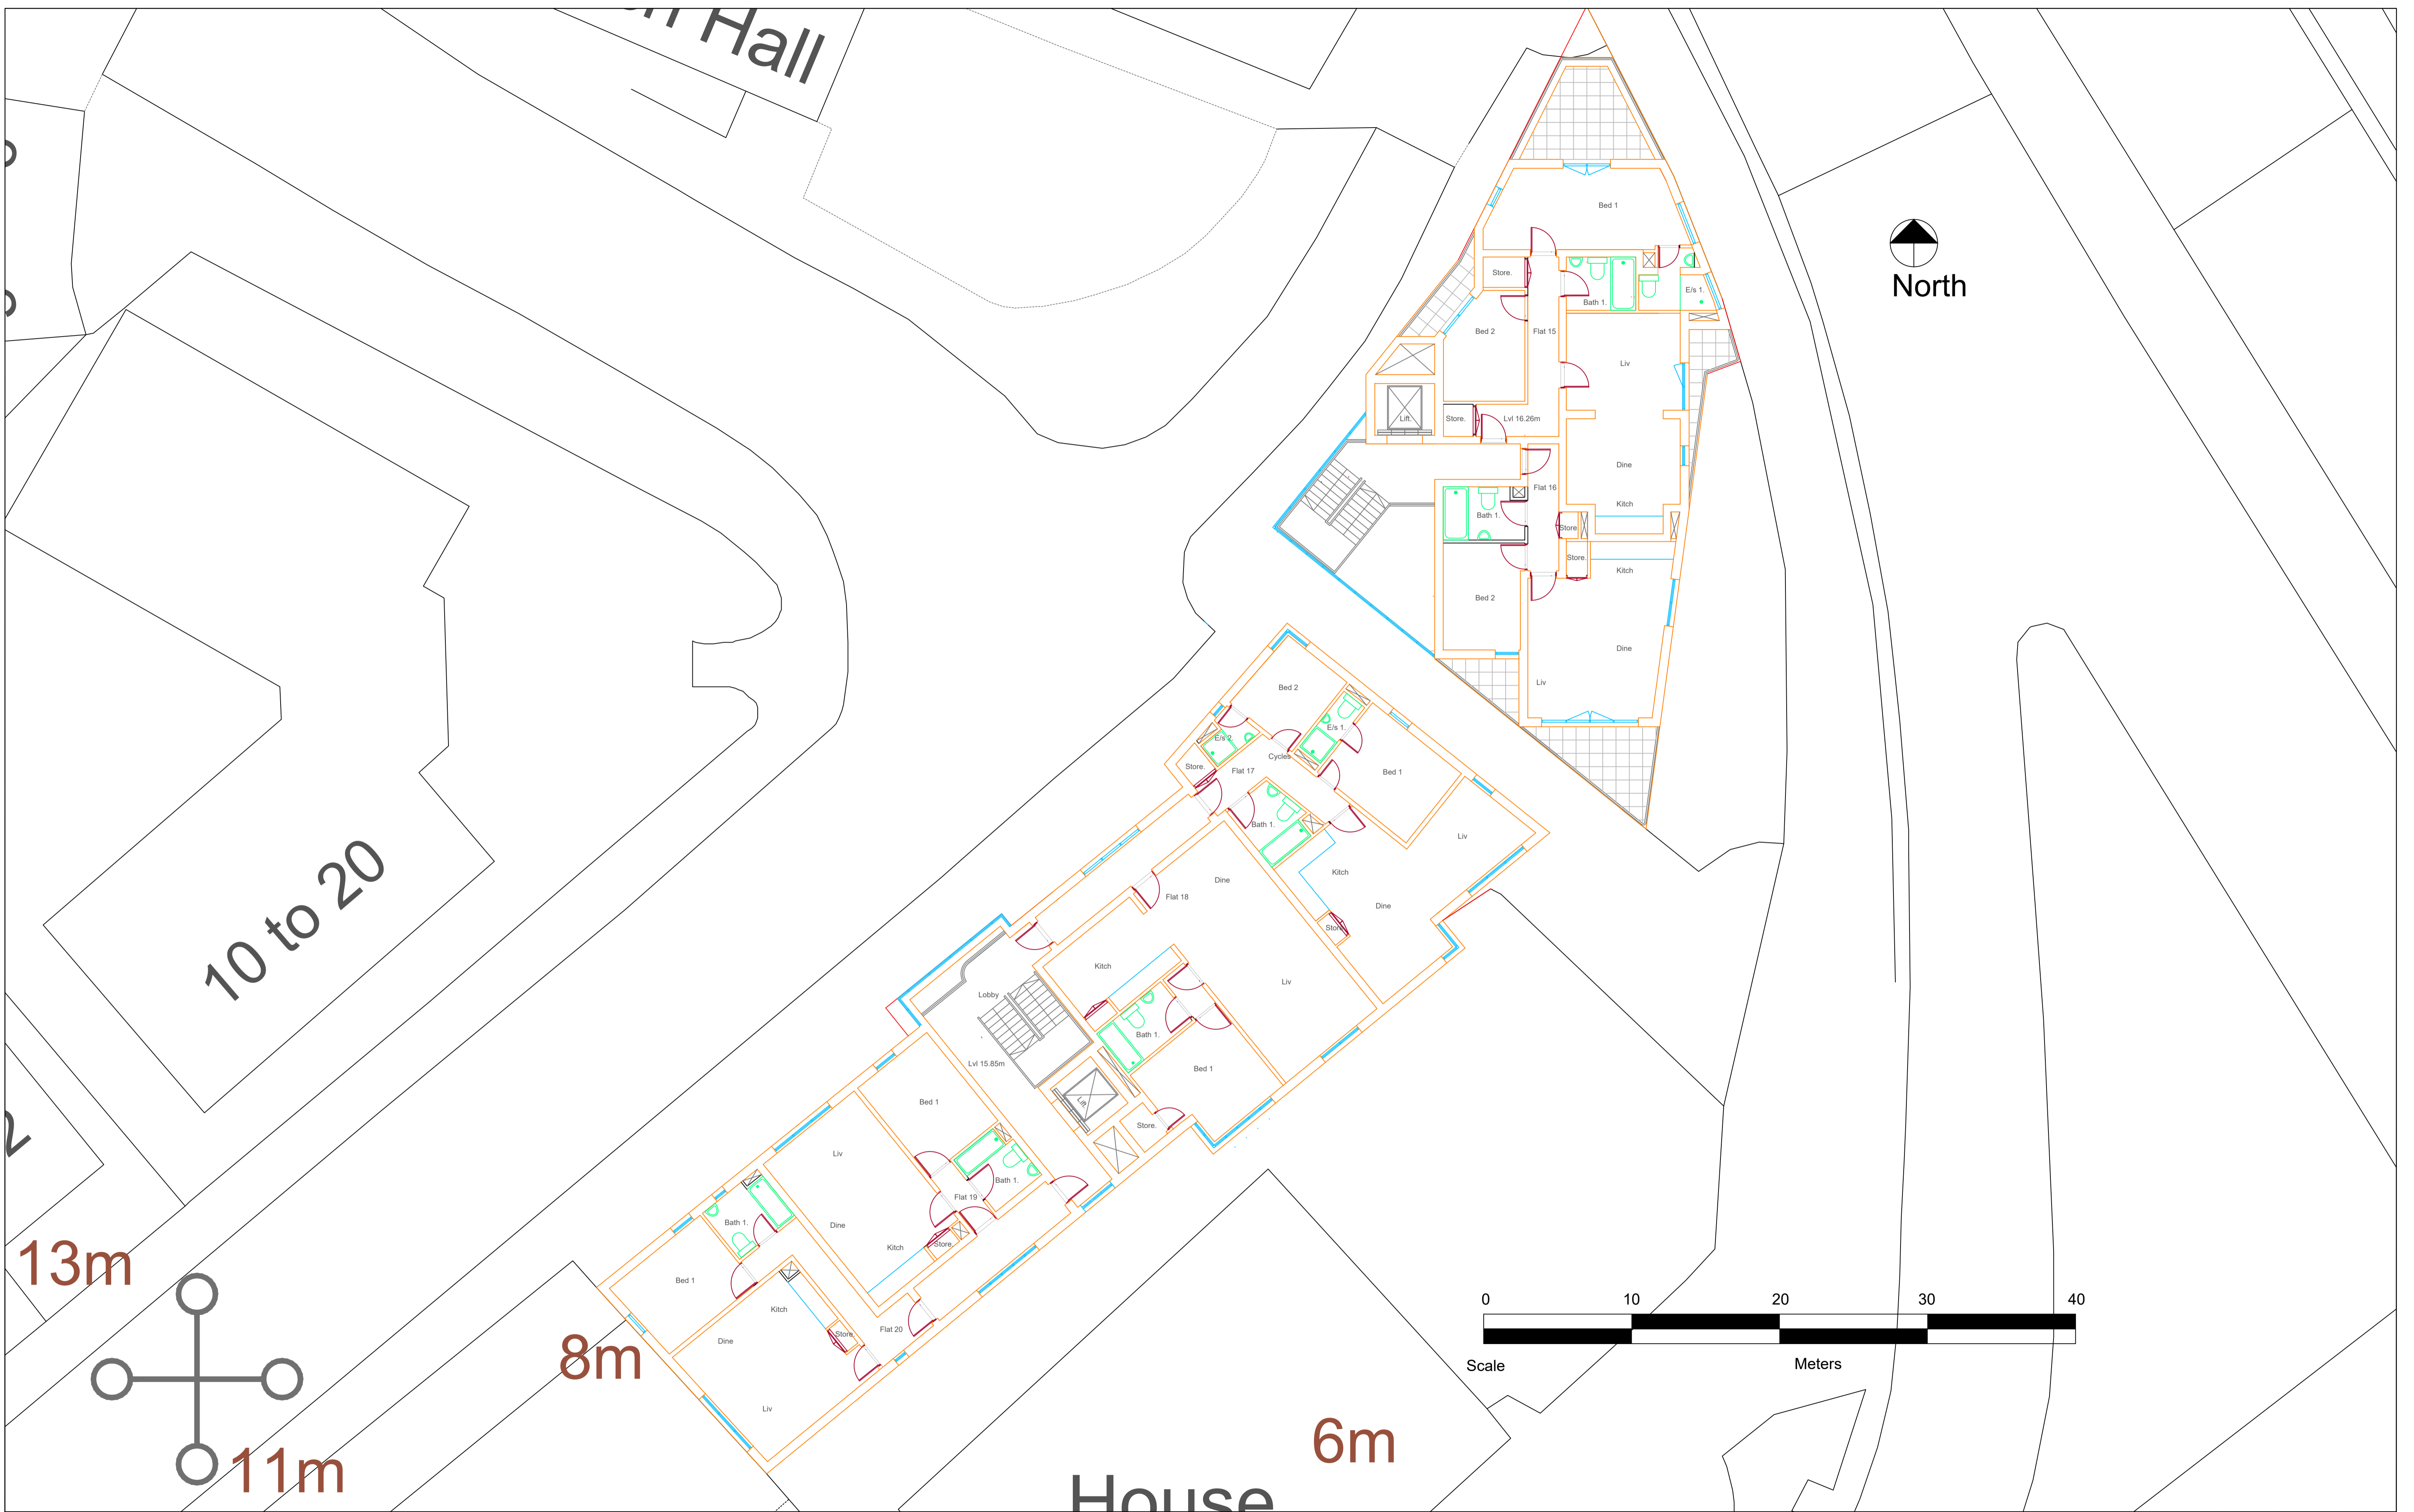 Hall
North
Bed 1
Store.
Bath 1.
E/s 1.
Bed 2
Flat 15
Liv
Lift
Store.
Lvl 16.26m
Dine
Flat 16
Kitch
Bath 1.
Store
Store.
Kitch
Bed 2
Dine
Liv
Bed 2
E/s 1.
E/s 2.
Cycles
Store.
Flat 17
Bed 1
Bath 1.
Liv
Kitch
Dine
Flat 18
Dine
Store
Kitch
Liv
Lobby
Bath 1.
Lvl 15.85m
Bed 1
Lift.
Bed 1
Store.
Liv
Bath 1.
Flat 19
Bath 1.
Dine
Kitch
Store.
Bed 1
Kitch
Flat 20
Store
Dine
Liv
10 to 20
2
13m
8m
11m
6m
House
0 10 20 30 40
Scale Meters